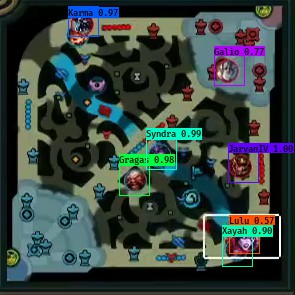 Karma 0.97
Galio 0.77
Syndra 0.99
Gragas 0.98
JarvanIV 1.00
Lulu 0.57
Xayah 0.90